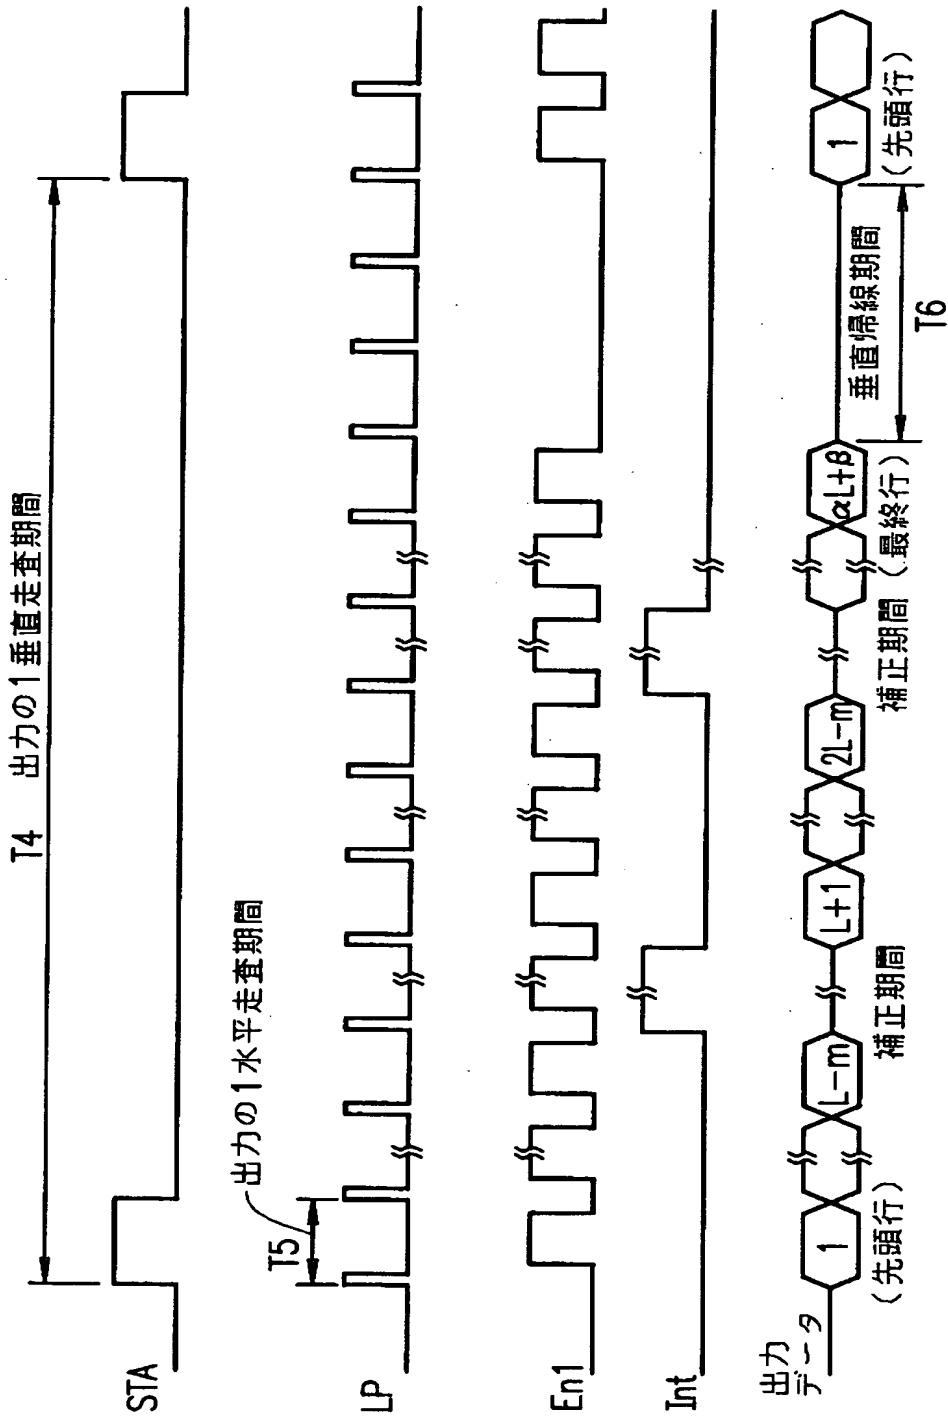 T4 出力の1垂直走査期間
STA
T5
出力の1水平走査期間
LP
En1
Int
出力
データ
1
L-m
L+1
2L-m
αL+β
1
(先頭行)
補正期間
補正期間
(最終行)
垂直帰線期間
T6
(先頭行)